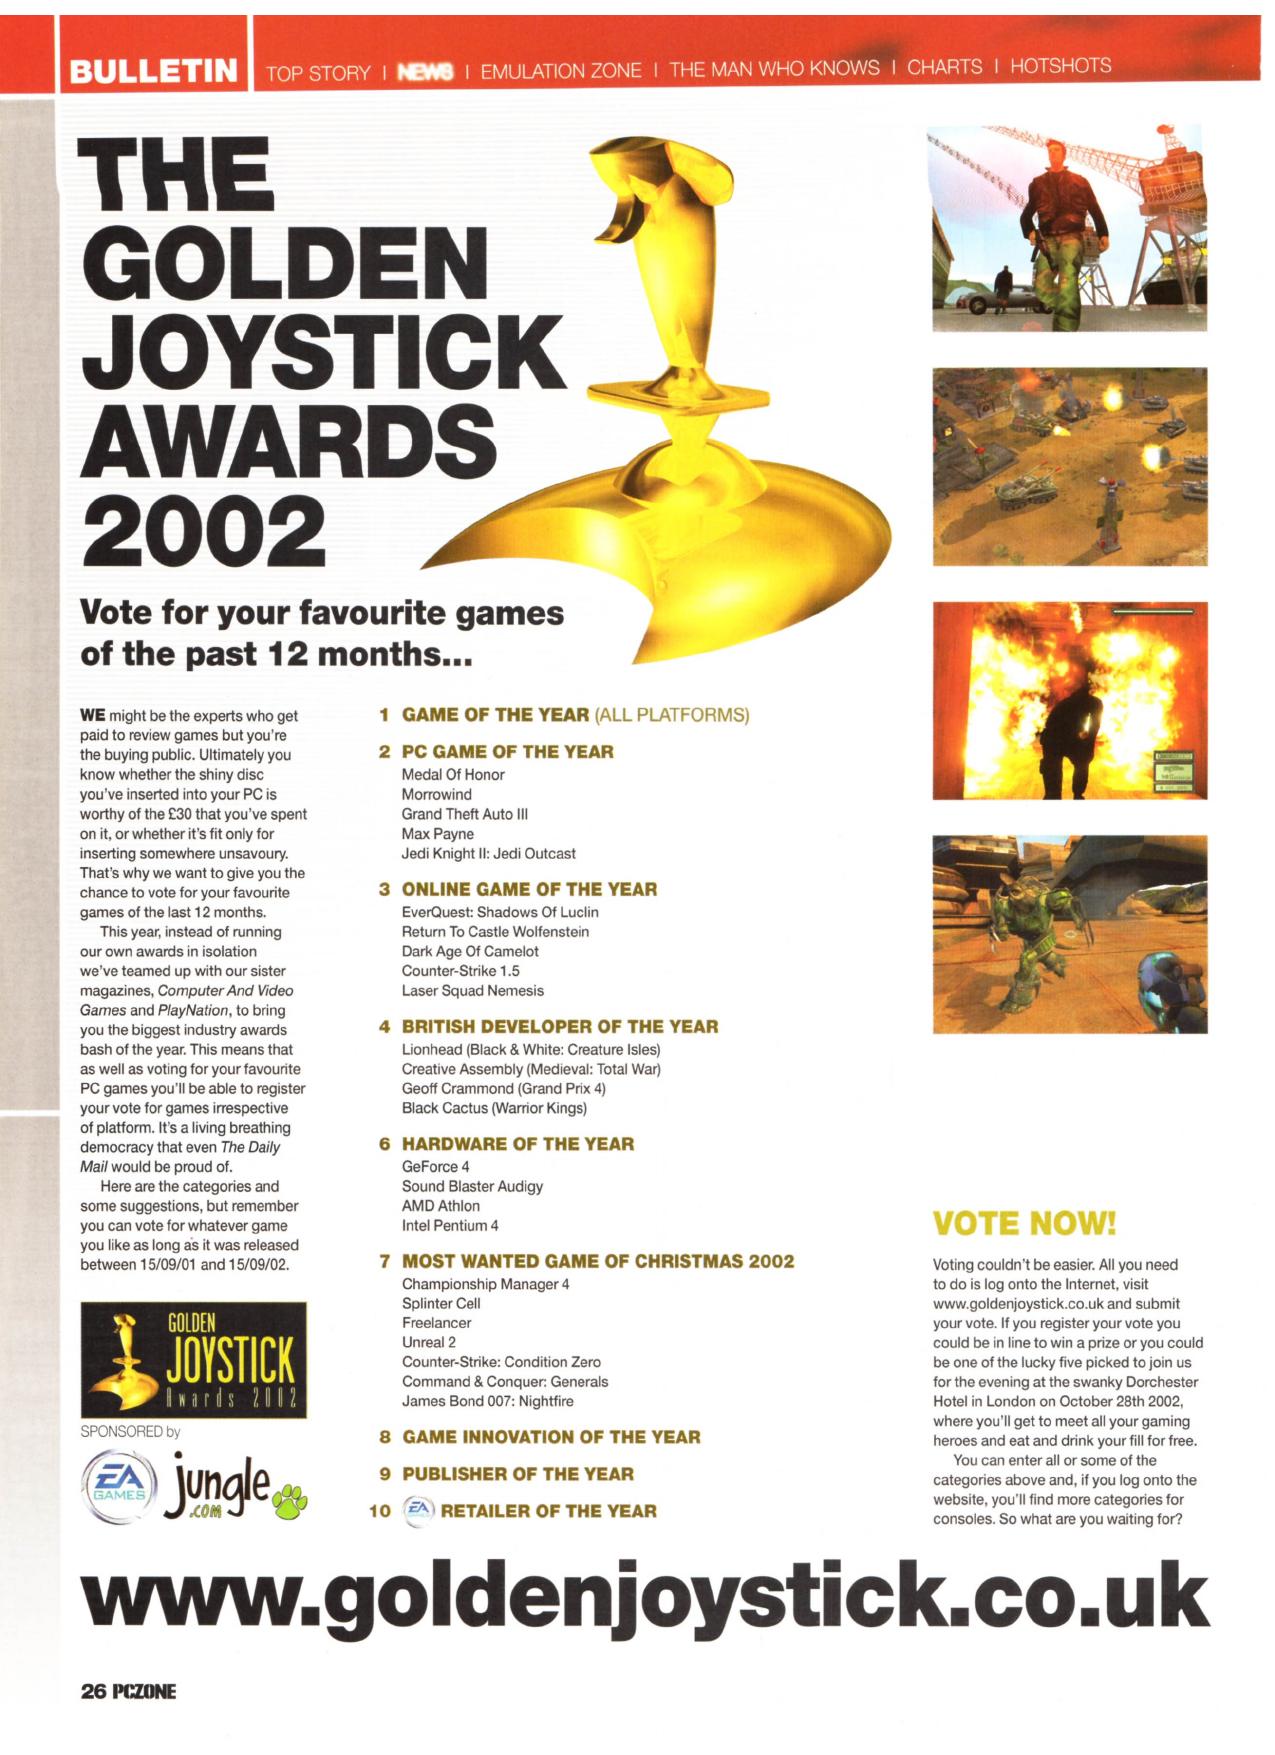 BULLETIN
TOP STORY | NEWS | EMULATION ZONE | THE MAN WHO KNOWS | CHARTS | HOTSHOTS
THE
GOLDEN
JOYSTICK
AWARDS
2002
Vote for your favourite games
of the past 12 months...
WE might be the experts who get
paid to review games but you're
the buying public. Ultimately you
know whether the shiny disc
you've inserted into your PC is
worthy of the £30 that you've spent
on it, or whether it's fit only for
inserting somewhere unsavoury.
That's why we want to give you the
chance to vote for your favourite
games of the last 12 months.
This year, instead of running
our own awards in isolation
we've teamed up with our sister
magazines, Computer And Video
Games and PlayNation, to bring
you the biggest industry awards
bash of the year. This means that
as well as voting for your favourite
PC games you'll be able to register
your vote for games irrespective
of platform. It's a living breathing
democracy that even The Daily
Mail would be proud of.
Here are the categories and
some suggestions, but remember
you can vote for whatever game
you like as long as it was released
between 15/09/01 and 15/09/02.
GOLDEN
JOYSTICK
Awards 2002
SPONSORED by
EA
GAMES
jungle
.COM
1 GAME OF THE YEAR (ALL PLATFORMS)
2 PC GAME OF THE YEAR
Medal Of Honor
Morrowind
Grand Theft Auto III
Max Payne
Jedi Knight II: Jedi Outcast
3 ONLINE GAME OF THE YEAR
EverQuest: Shadows Of Luclin
Return To Castle Wolfenstein
Dark Age Of Camelot
Counter-Strike 1.5
Laser Squad Nemesis
4 BRITISH DEVELOPER OF THE YEAR
Lionhead (Black & White: Creature Isles)
Creative Assembly (Medieval: Total War)
Geoff Crammond (Grand Prix 4)
Black Cactus (Warrior Kings)
6 HARDWARE OF THE YEAR
GeForce 4
Sound Blaster Audigy
AMD Athlon
Intel Pentium 4
7 MOST WANTED GAME OF CHRISTMAS 2002
Championship Manager 4
Splinter Cell
Freelancer
Unreal 2
Counter-Strike: Condition Zero
Command & Conquer: Generals
James Bond 007: Nightfire
8 GAME INNOVATION OF THE YEAR
9 PUBLISHER OF THE YEAR
10 EA RETAILER OF THE YEAR
VOTE NOW!
Voting couldn't be easier. All you need
to do is log onto the Internet, visit
www.goldenjoystick.co.uk and submit
your vote. If you register your vote you
could be in line to win a prize or you could
be one of the lucky five picked to join us
for the evening at the swanky Dorchester
Hotel in London on October 28th 2002,
where you'll get to meet all your gaming
heroes and eat and drink your fill for free.
You can enter all or some of the
categories above and, if you log onto the
website, you'll find more categories for
consoles. So what are you waiting for?
www.goldenjoystick.co.uk
26 PCZONE